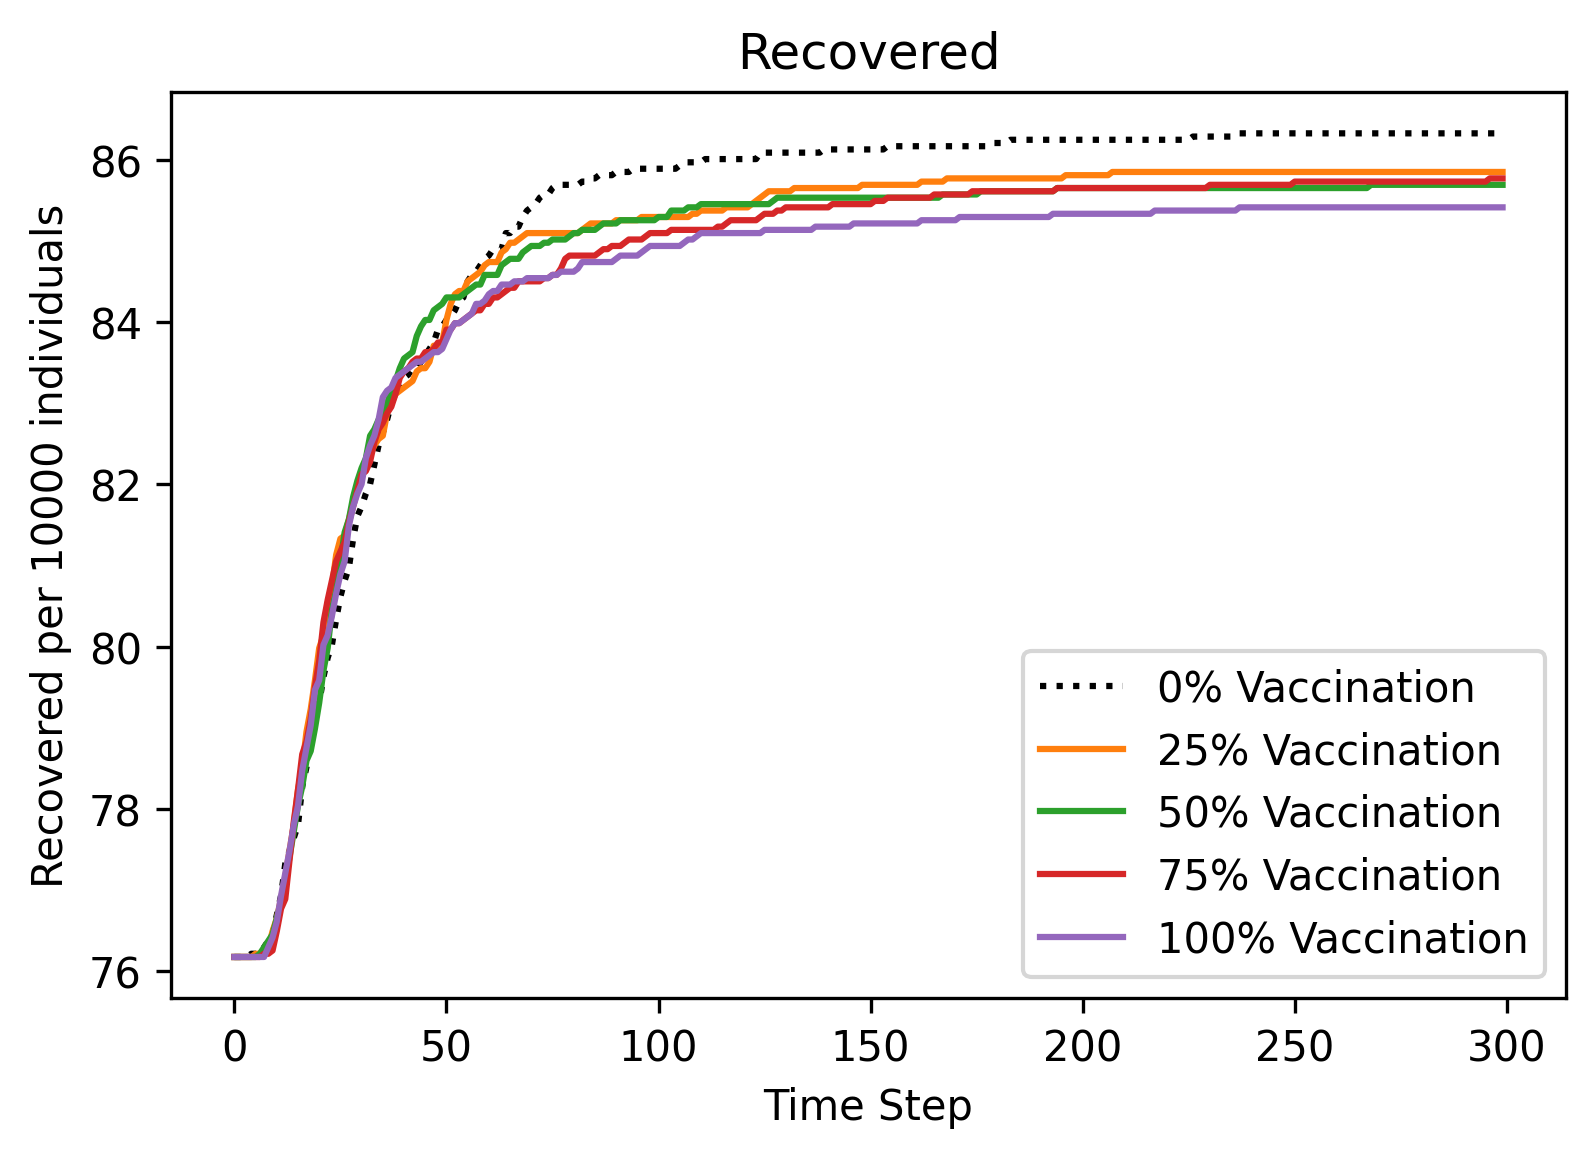 Recovered
Recovered per 10000 individuals
86
84
82
80
78
76
0% Vaccination
25% Vaccination
50% Vaccination
75% Vaccination
100% Vaccination
0 50 100 150 200 250 300
Time Step